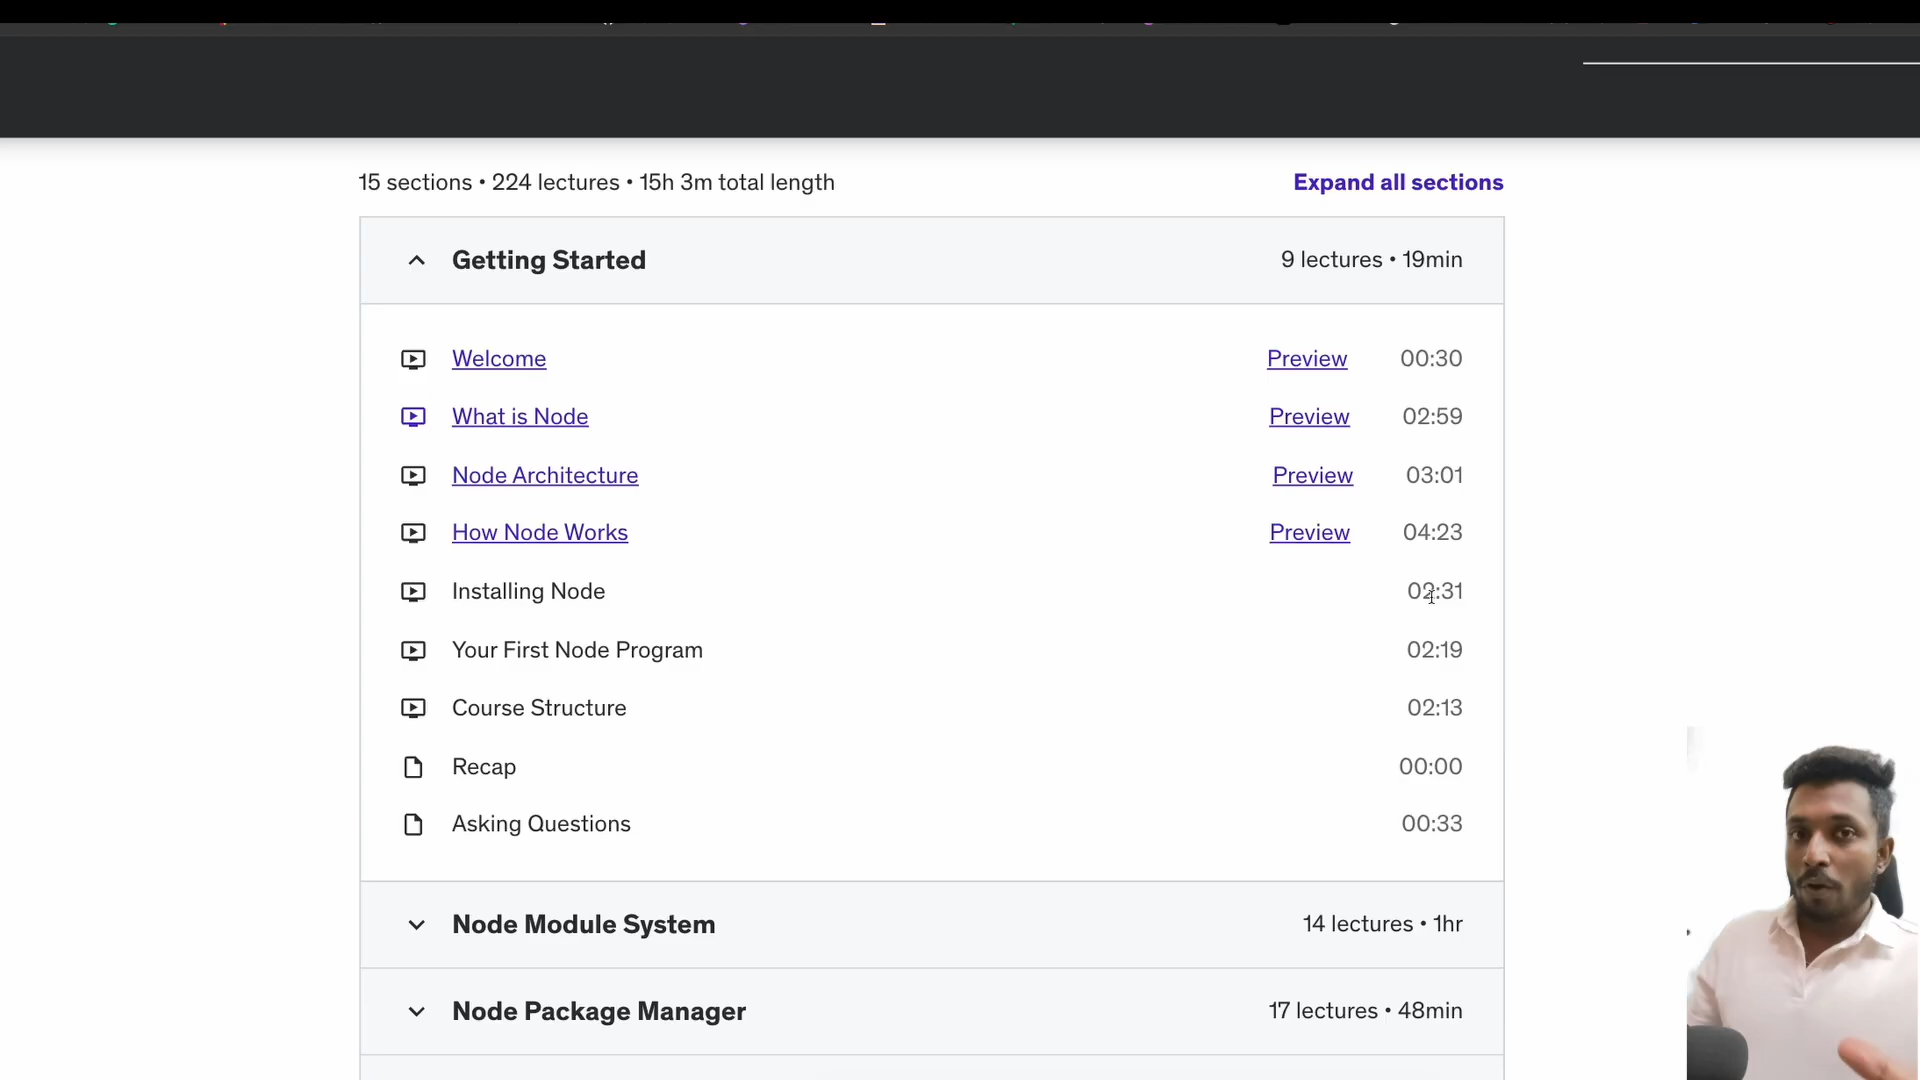 15 sections • 224 lectures • 15h 3m total length Expand all sections
Getting Started 9 lectures • 19min
Welcome Preview 00:30
What is Node Preview 02:59
Node Architecture Preview 03:01
How Node Works Preview 04:23
Installing Node 02:31
Your First Node Program 02:19
Course Structure 02:13
Recap 00:00
Asking Questions 00:33
Node Module System 14 lectures • 1hr
Node Package Manager 17 lectures • 48min